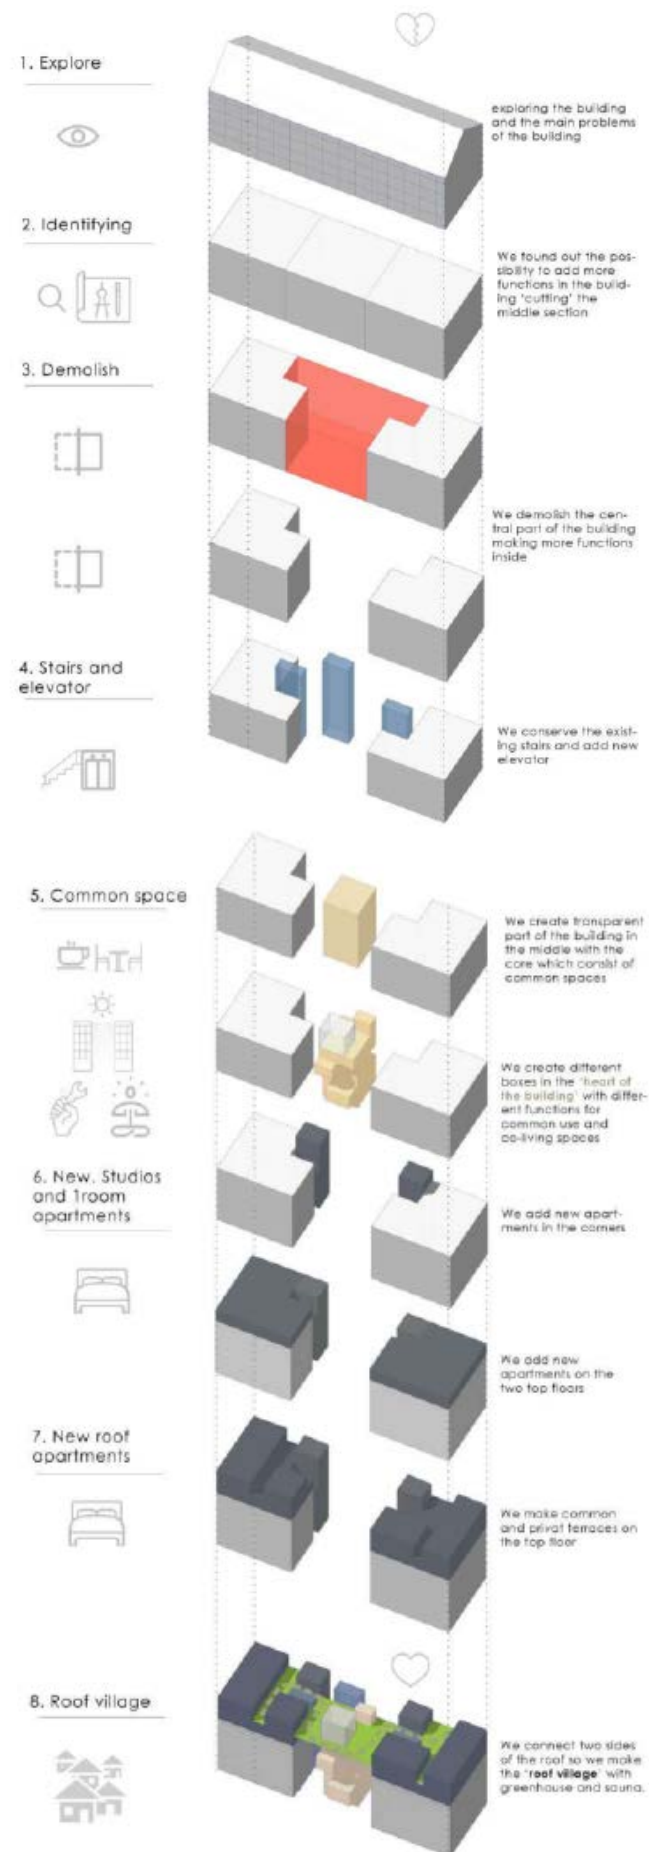 1. Explore
exploring the building
and the main problems
of the building
2. Identifying
We found out the pos-
sibility to add more
functions in the build-
ing 'cutting' the
middle section
3. Demolish
We demolish the cen-
tral part of the building
making more functions
inside
4. Stairs and
elevator
We conserve the exist-
ing stairs and add new
elevator
5. Common space
We create transparent
part of the building in
the middle with the
core which consist of
common spaces
We create different
boxes in the 'heart of
the building' with differ-
ent functions for
common use and
co-living spaces
6. New. Studios
and 1room
apartments
We add new apart-
ments in the corners
We add new
apartments on the
two top floors
7. New roof
apartments
We make common
and privat terraces on
the top floor
8. Roof village
We connect two sides
of the roof so we make
the 'roof village' with
greenhouse and sauna.